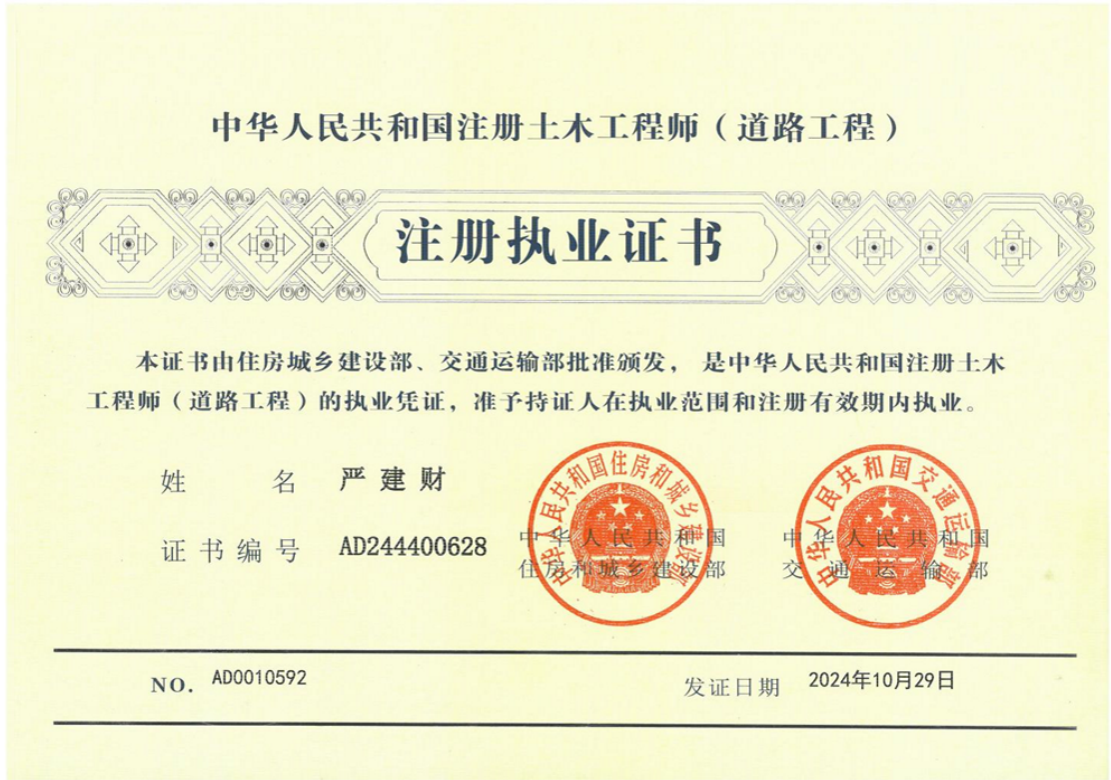 中华人民共和国注册土木工程师（道路工程）
注册执业证书
本证书由住房城乡建设部、交通运输部批准颁发， 是中华人民共和国注册土木
工程师（道路工程）的执业凭证，准予持证人在执业范围和注册有效期内执业。
姓 名 严建财
证书编号 AD244400628
中华人民共和国住房和城乡建设部
中华人民共和国
住房和城乡建设部
中华人民共和国交通运输部
中华人民共和国
交通运输部
NO. AD0010592
发证日期 2024年10月29日